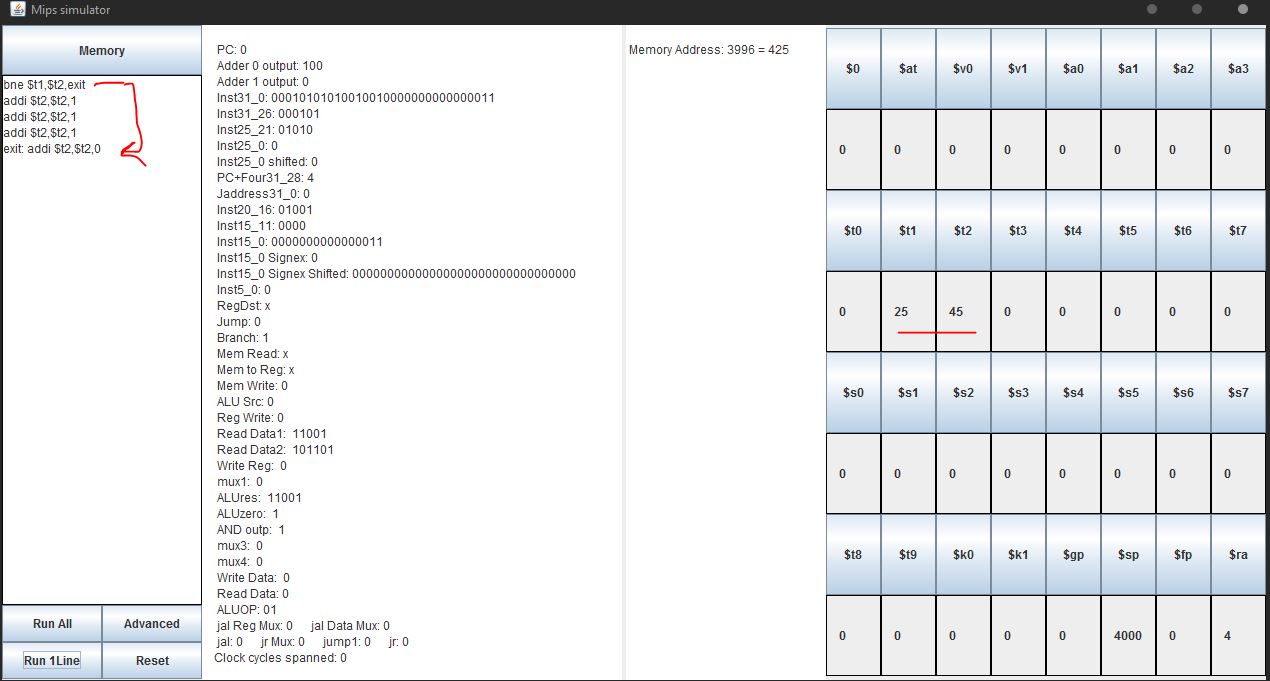 Mips simulator
Memory
bne $t1,$t2,exit
addi $t2,$t2,1
addi $t2,$t2,1
addi $t2,$t2,1
exit: addi $t2,$t2,0
Run All
Advanced
Run 1Line
Reset
PC: 0
Adder 0 output: 100
Adder 1 output: 0
Inst31_0: 00010101010010010000000000000011
Inst31_26: 000101
Inst25_21: 01010
Inst25_0: 0
Inst25_0 shifted: 0
PC+Four31_28: 4
Jaddress31_0: 0
Inst20_16: 01001
Inst15_11: 0000
Inst15_0: 0000000000000011
Inst15_0 Signex: 0
Inst15_0 Signex Shifted: 00000000000000000000000000000000
Inst5_0: 0
RegDst: x
Jump: 0
Branch: 1
Mem Read: x
Mem to Reg: x
Mem Write: 0
ALU Src: 0
Reg Write: 0
Read Data1: 11001
Read Data2: 101101
Write Reg: 0
mux1: 0
ALUres: 11001
ALUzero: 1
AND outp: 1
mux3: 0
mux4: 0
Write Data: 0
Read Data: 0
ALUOP: 01
jal Reg Mux: 0 jal Data Mux: 0
jal: 0 jr Mux: 0 jump1: 0 jr: 0
Clock cycles spanned: 0
Memory Address: 3996 = 425
$0 $at $v0 $v1 $a0 $a1 $a2 $a3
0 0 0 0 0 0 0 0
$t0 $t1 $t2 $t3 $t4 $t5 $t6 $t7
0 25 45 0 0 0 0 0
$s0 $s1 $s2 $s3 $s4 $s5 $s6 $s7
0 0 0 0 0 0 0 0
$t8 $t9 $k0 $k1 $gp $sp $fp $ra
0 0 0 0 0 4000 0 4